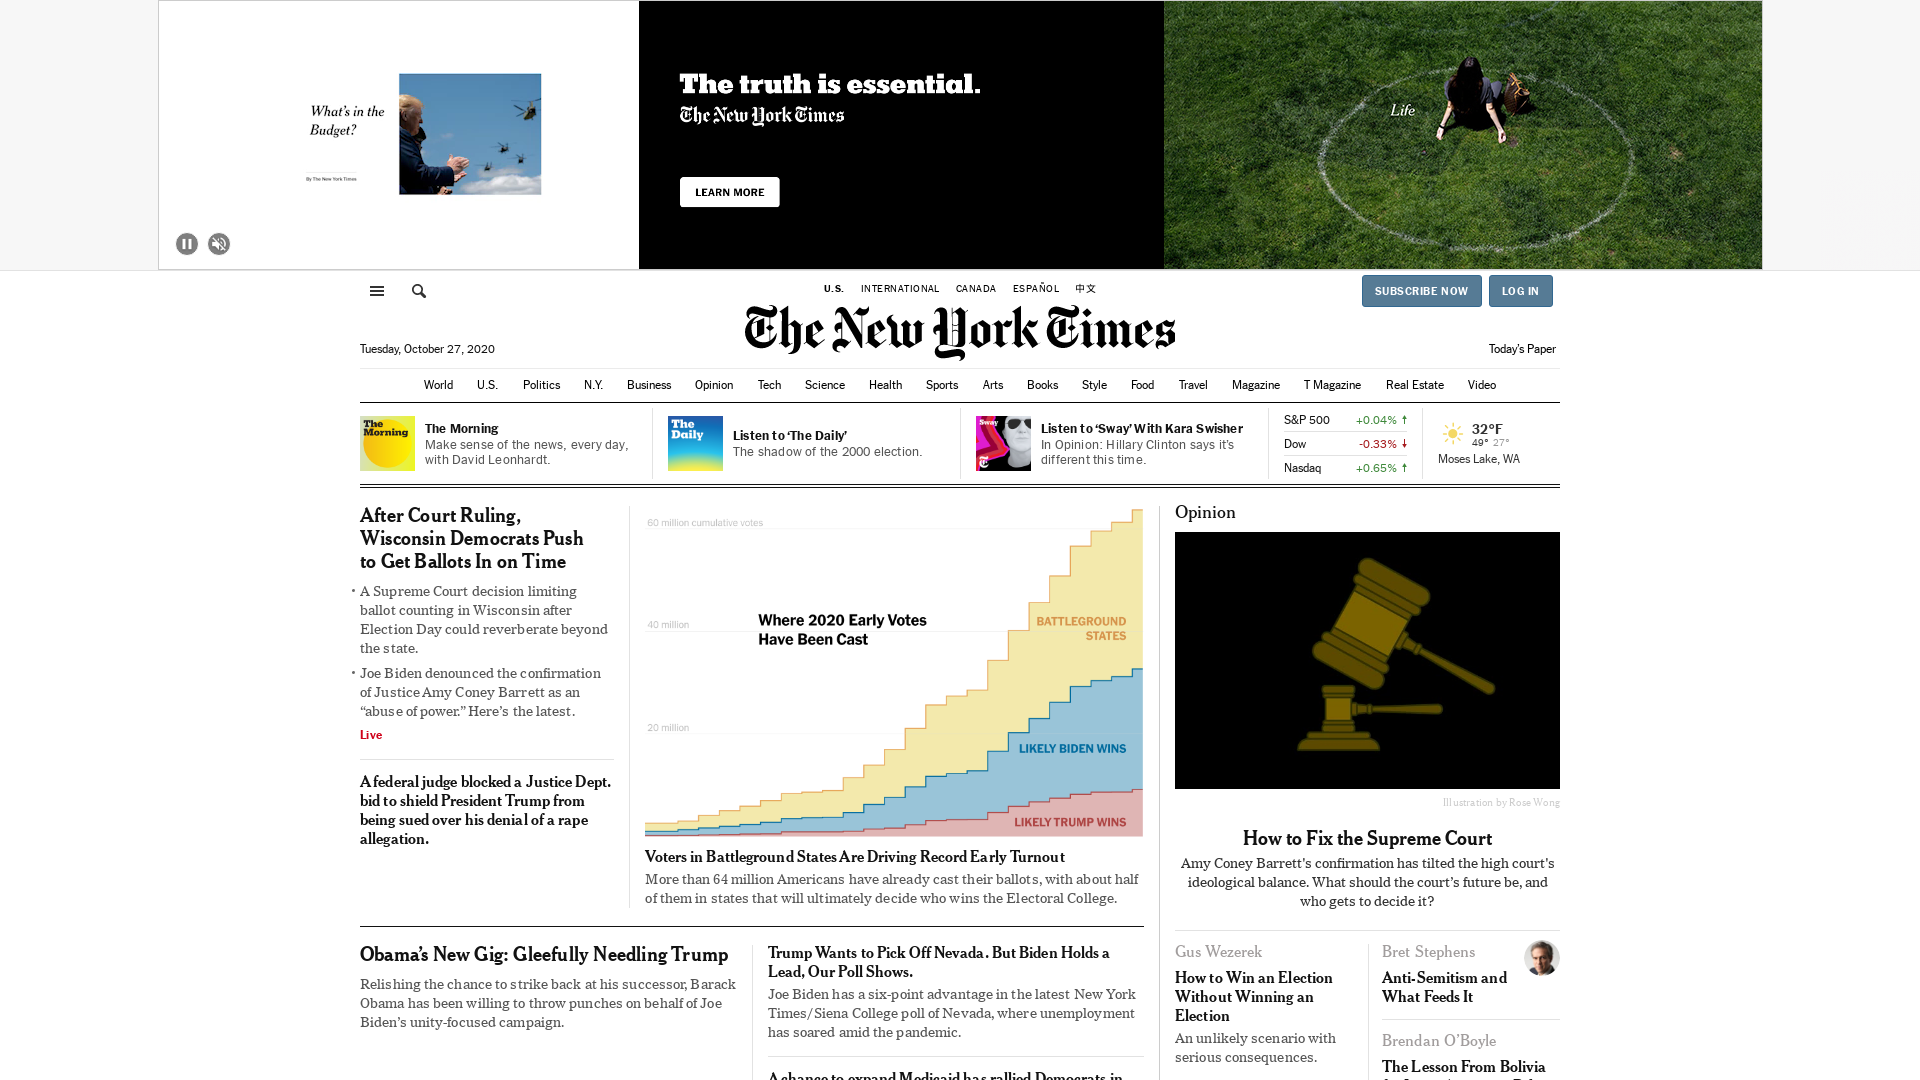 What's in the
Budget?
By The New York Times
The truth is essential.
The New York Times
LEARN MORE
Life
U.S. INTERNATIONAL CANADA ESPAÑOL 中文
SUBSCRIBE NOW LOG IN
The New York Times
Tuesday, October 27, 2020
Today's Paper
World U.S. Politics N.Y. Business Opinion Tech Science Health Sports Arts Books Style Food Travel Magazine T Magazine Real Estate Video
The
Morning
The Morning
Make sense of the news, every day,
with David Leonhardt.
The
Daily
Listen to ‘The Daily’
The shadow of the 2000 election.
Sway
Listen to ‘Sway’ With Kara Swisher
In Opinion: Hillary Clinton says it's
different this time.
S&P 500 +0.04% ↑
Dow -0.33% ↓
Nasdaq +0.65% ↑
32°F
49° 27°
Moses Lake, WA
After Court Ruling,
Wisconsin Democrats Push
to Get Ballots In on Time
• A Supreme Court decision limiting
ballot counting in Wisconsin after
Election Day could reverberate beyond
the state.
• Joe Biden denounced the confirmation
of Justice Amy Coney Barrett as an
“abuse of power.” Here's the latest.
Live
A federal judge blocked a Justice Dept.
bid to shield President Trump from
being sued over his denial of a rape
allegation.
60 million cumulative votes
40 million
20 million
Where 2020 Early Votes
Have Been Cast
BATTLEGROUND
STATES
LIKELY BIDEN WINS
LIKELY TRUMP WINS
Voters in Battleground States Are Driving Record Early Turnout
More than 64 million Americans have already cast their ballots, with about half
of them in states that will ultimately decide who wins the Electoral College.
Obama's New Gig: Gleefully Needling Trump
Relishing the chance to strike back at his successor, Barack
Obama has been willing to throw punches on behalf of Joe
Biden's unity-focused campaign.
Trump Wants to Pick Off Nevada. But Biden Holds a
Lead, Our Poll Shows.
Joe Biden has a six-point advantage in the latest New York
Times/Siena College poll of Nevada, where unemployment
has soared amid the pandemic.
A chance to expand Medicaid has rallied Democrats in
Opinion
Illustration by Rose Wong
How to Fix the Supreme Court
Amy Coney Barrett's confirmation has tilted the high court's
ideological balance. What should the court's future be, and
who gets to decide it?
Gus Wezerek
How to Win an Election
Without Winning an
Election
An unlikely scenario with
serious consequences.
Bret Stephens
Anti-Semitism and
What Feeds It
Brendan O'Boyle
The Lesson From Bolivia